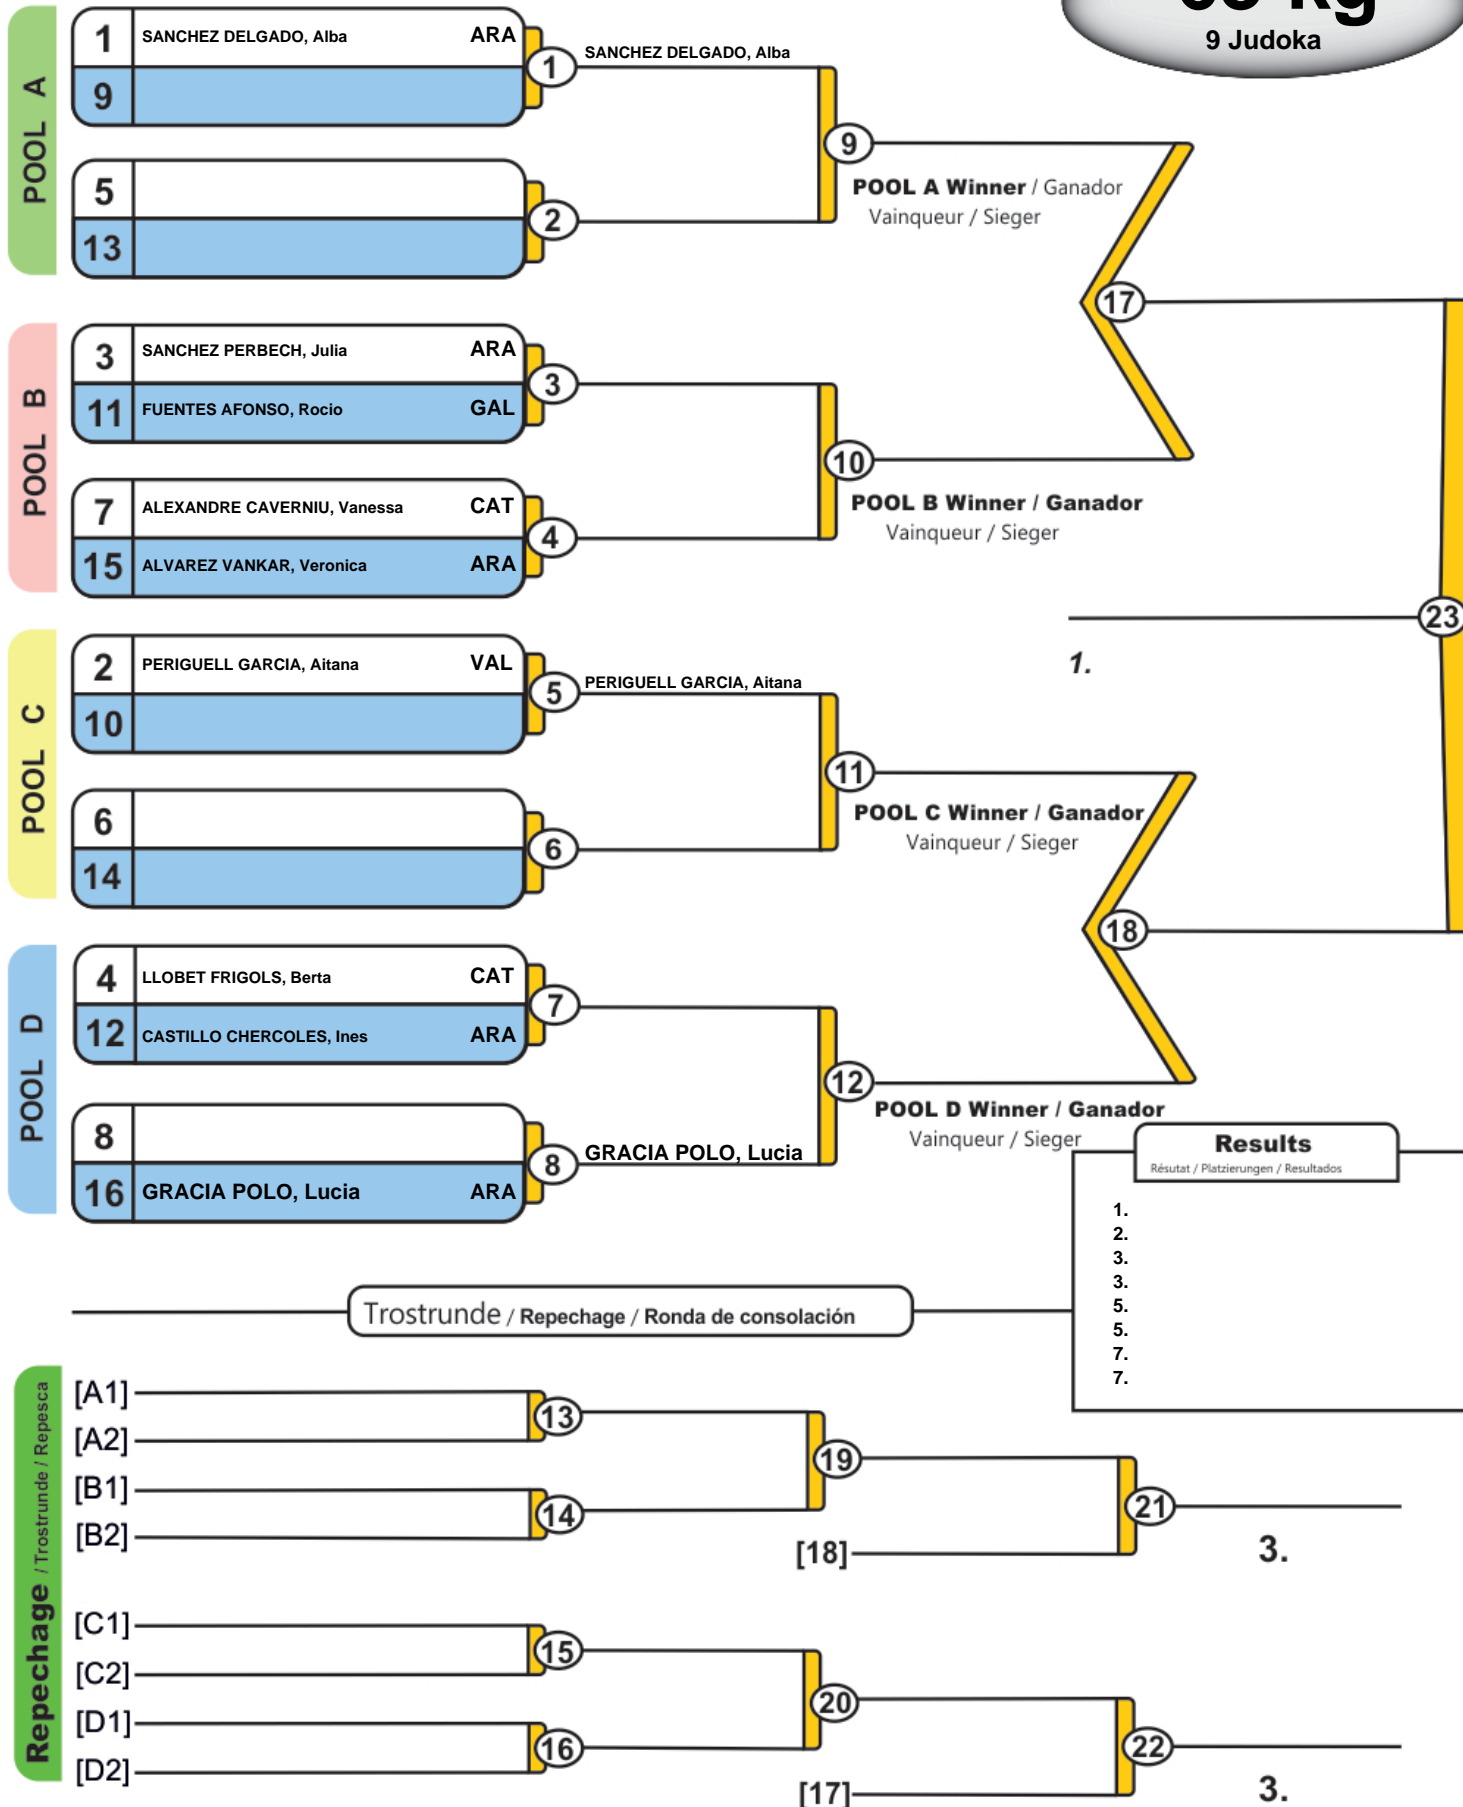 9 Judoka
POOL A
1 SANCHEZ DELGADO, Alba ARA
9
1
SANCHEZ DELGADO, Alba
5
13
2
9
POOL A Winner / Ganador
Vainqueur / Sieger
17
POOL B
3 SANCHEZ PERBECH, Julia ARA
11 FUENTES AFONSO, Rocio GAL
3
7 ALEXANDRE CAVERNIU, Vanessa CAT
15 ALVAREZ VANKAR, Veronica ARA
4
10
POOL B Winner / Ganador
Vainqueur / Sieger
23
1.
POOL C
2 PERIGUELL GARCIA, Aitana VAL
10
5
PERIGUELL GARCIA, Aitana
6
14
6
11
POOL C Winner / Ganador
Vainqueur / Sieger
18
POOL D
4 LLOBET FRIGOLS, Berta CAT
12 CASTILLO CHERCOLES, Ines ARA
7
8
16 GRACIA POLO, Lucia ARA
8
GRACIA POLO, Lucia
12
POOL D Winner / Ganador
Vainqueur / Sieger
Results
Résutat / Platzierungen / Resultados
1.
2.
3.
3.
5.
5.
7.
7.
Trostrunde / Repechage / Ronda de consolación
Repechage / Trostrunde / Repesca
[A1]
[A2]
13
[B1]
[B2]
14
19
[18]
21
3.
[C1]
[C2]
15
[D1]
[D2]
16
20
[17]
22
3.